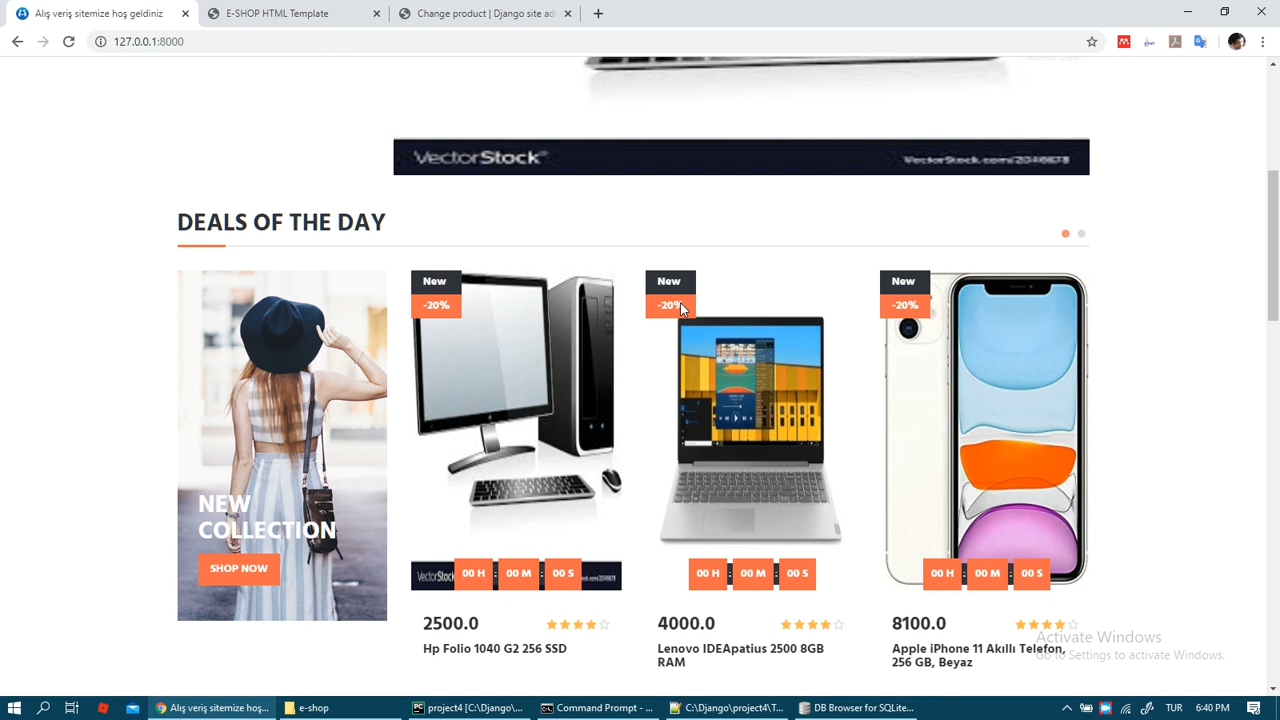 Alış veriş sitemize hoş geldiniz
E-SHOP HTML Template
Change product | Django site ad
127.0.0.1:8000
VectorStock®
VectorStock.com/2046673
DEALS OF THE DAY
New
-20%
New
-20%
New
-20%
NEW
COLLECTION
SHOP NOW
VectorStock
00 H : 00 M : 00 S
00 H : 00 M : 00 S
00 H : 00 M : 00 S
2500.0
4000.0
8100.0
Hp Folio 1040 G2 256 SSD
Lenovo IDEApatius 2500 8GB
RAM
Apple iPhone 11 Akıllı Telefon,
256 GB, Beyaz
Activate Windows
Go to Settings to activate Windows.
Alış veriş sitemize hoş...
e-shop
project4 [C:\Django\...
Command Prompt - ...
C:\Django\project4\T...
DB Browser for SQLite...
TUR
6:40 PM